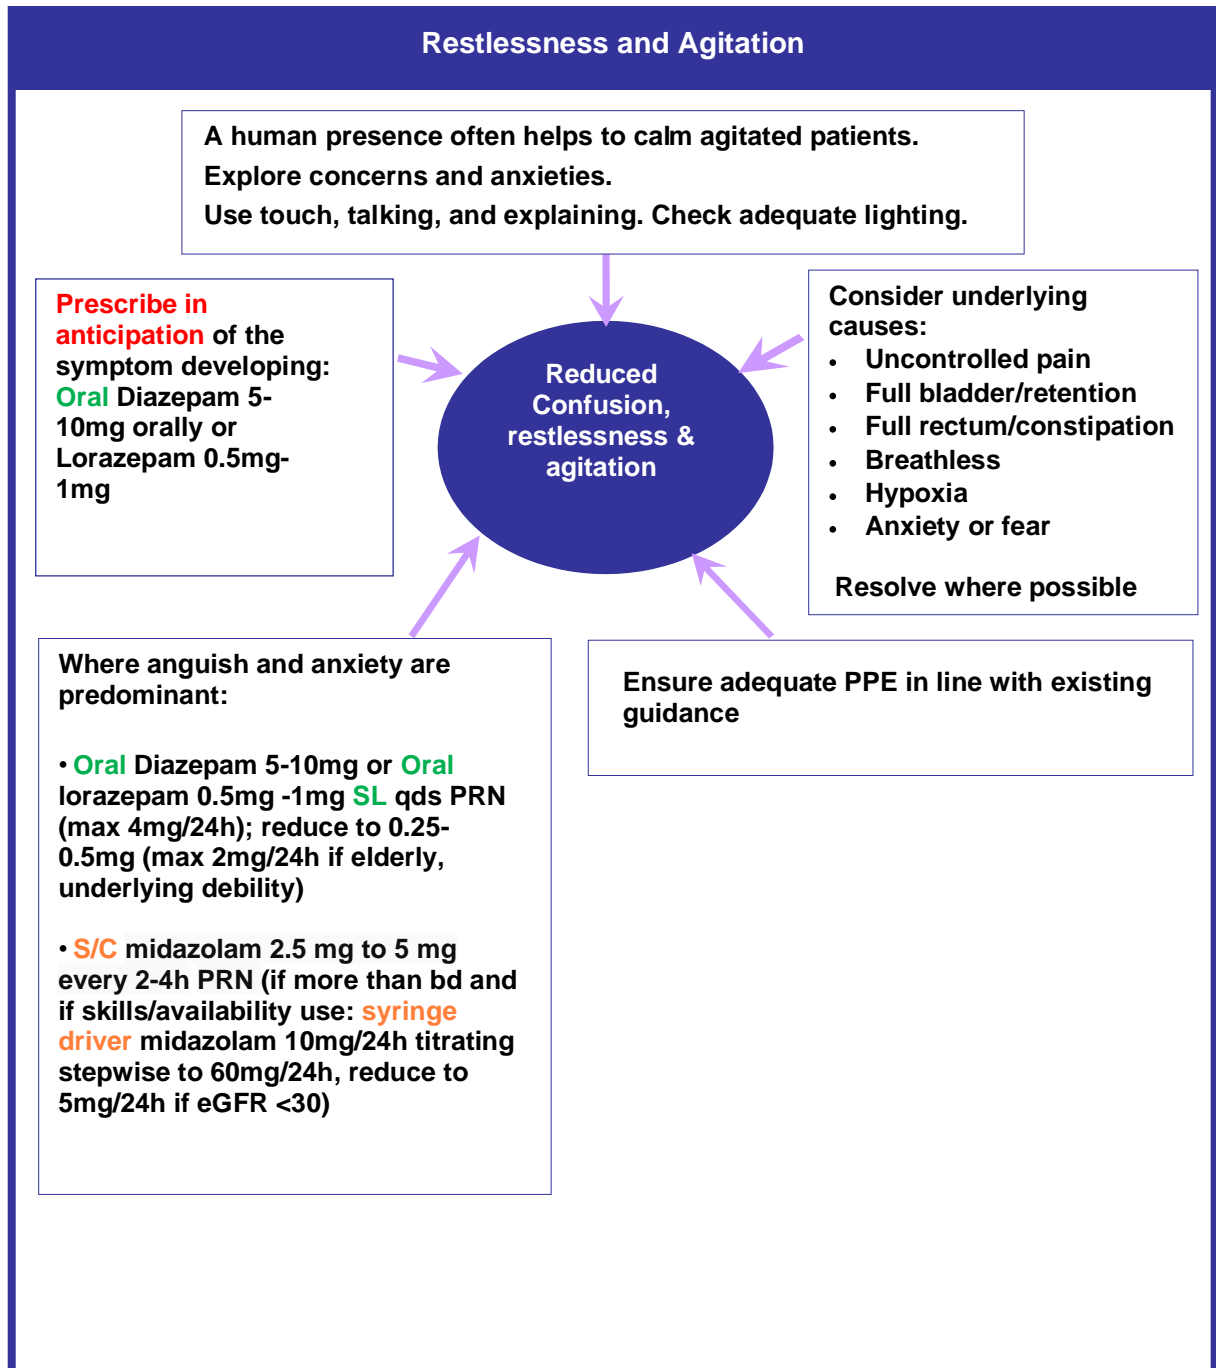 Restlessness and Agitation
A human presence often helps to calm agitated patients.
Explore concerns and anxieties.
Use touch, talking, and explaining. Check adequate lighting.
Prescribe in
anticipation of the
symptom developing:
Oral Diazepam 5-
10mg orally or
Lorazepam 0.5mg-
1mg
Reduced
Confusion,
restlessness &
agitation
Consider underlying
causes:
• Uncontrolled pain
• Full bladder/retention
• Full rectum/constipation
• Breathless
• Hypoxia
• Anxiety or fear
Resolve where possible
Where anguish and anxiety are
predominant:
• Oral Diazepam 5-10mg or Oral
lorazepam 0.5mg -1mg SL qds PRN
(max 4mg/24h); reduce to 0.25-
0.5mg (max 2mg/24h if elderly,
underlying debility)
• S/C midazolam 2.5 mg to 5 mg
every 2-4h PRN (if more than bd and
if skills/availability use: syringe
driver midazolam 10mg/24h titrating
stepwise to 60mg/24h, reduce to
5mg/24h if eGFR <30)
Ensure adequate PPE in line with existing
guidance